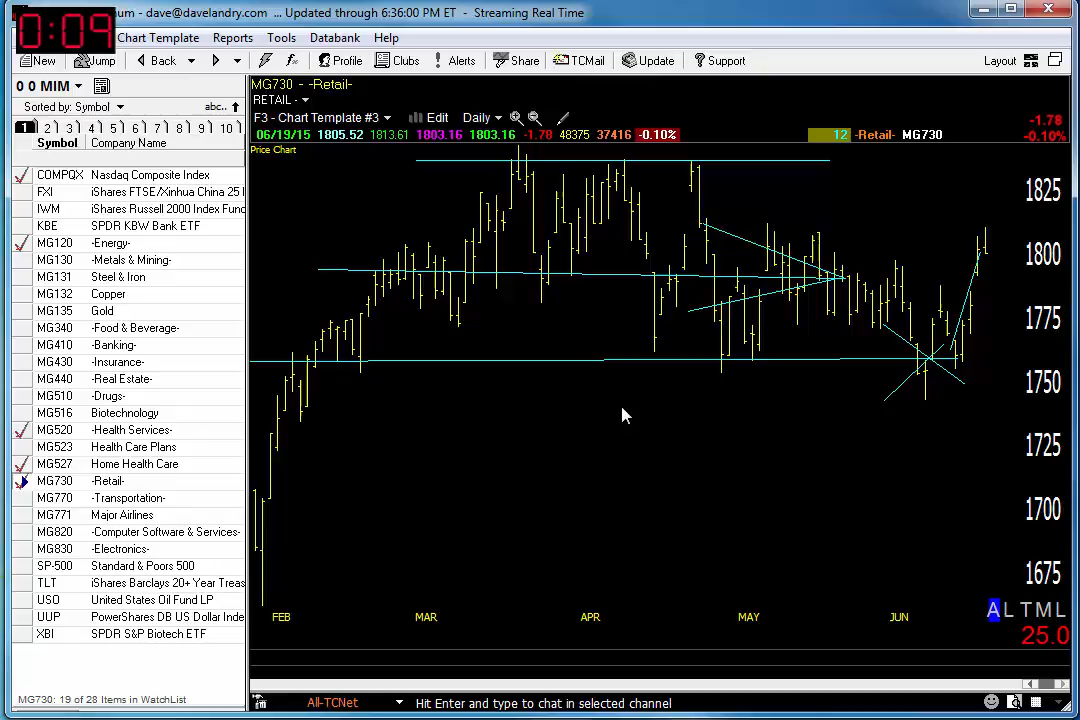 0:09
num - dave@davelandry.com ... Updated through 6:36:00 PM ET - Streaming Real Time
Chart Template Reports Tools Databank Help
New Jump Back Profile Clubs Alerts Share TCMail Update Support Layout
0 0 MIM
Sorted by: Symbol abc..
1 2 3 4 5 6 7 8 9 10
Symbol Company Name
COMPQX Nasdaq Composite Index
FXI iShares FTSE/Xinhua China 25 I
IWM iShares Russell 2000 Index Fund
KBE SPDR KBW Bank ETF
MG120 -Energy-
MG130 -Metals & Mining-
MG131 Steel & Iron
MG132 Copper
MG135 Gold
MG340 -Food & Beverage-
MG410 -Banking-
MG430 -Insurance-
MG440 -Real Estate-
MG510 -Drugs-
MG516 Biotechnology
MG520 -Health Services-
MG523 Health Care Plans
MG527 Home Health Care
MG730 -Retail-
MG770 -Transportation-
MG771 Major Airlines
MG820 -Computer Software & Services-
MG830 -Electronics-
SP-500 Standard & Poors 500
TLT iShares Barclays 20+ Year Treas
USO United States Oil Fund LP
UUP PowerShares DB US Dollar Inde
XBI SPDR S&P Biotech ETF
MG730: 19 of 28 Items in WatchList
MG730 - -Retail-
RETAIL -
F3 - Chart Template #3 Edit Daily
06/19/15 1805.52 1813.61 1803.16 1803.16 -1.78 48375 37416 -0.10% 12 -Retail- MG730
-1.78
-0.10%
Price Chart
1825
1800
1775
1750
1725
1700
1675
FEB MAR APR MAY JUN
A L T M L
25.0
All-TCNet Hit Enter and type to chat in selected channel